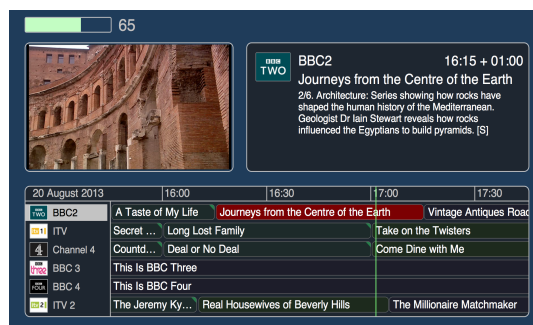 65
BBC
TWO
BBC2 16:15 + 01:00
Journeys from the Centre of the Earth
2/6. Architecture: Series showing how rocks have
shaped the human history of the Mediterranean.
Geologist Dr Iain Stewart reveals how rocks
influenced the Egyptians to build pyramids. [S]
20 August 2013 16:00 16:30 17:00 17:30
TWO BBC2 A Taste of My Life Journeys from the Centre of the Earth Vintage Antiques Road
ITV Secret ... Long Lost Family Take on the Twisters
4 Channel 4 Countd... Deal or No Deal Come Dine with Me
three BBC 3 This Is BBC Three
FOUR BBC 4 This Is BBC Four
ITV 2 The Jeremy Ky... Real Housewives of Beverly Hills The Millionaire Matchmaker